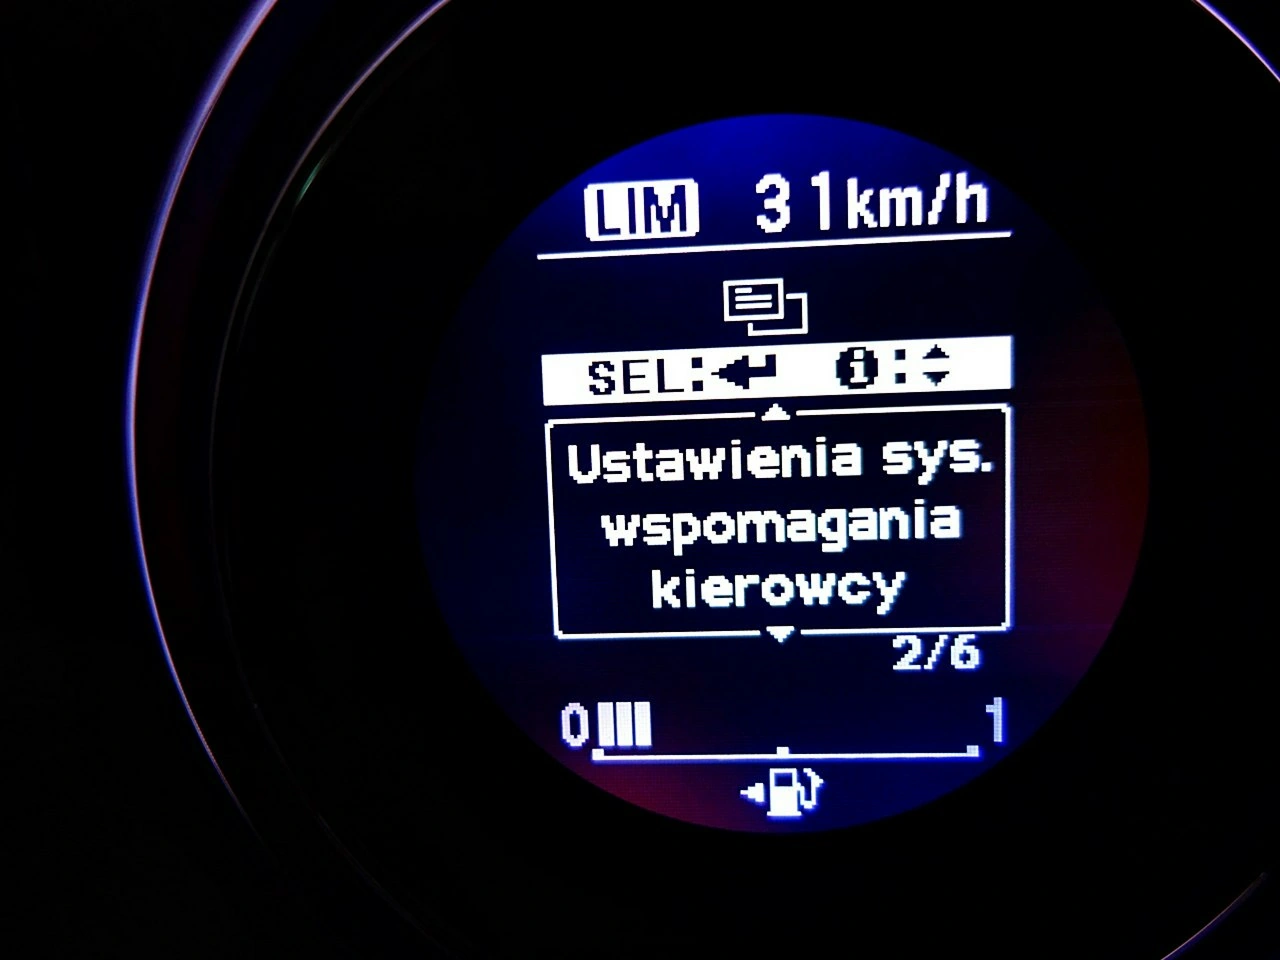 LIM 31km/h
SEL: i :
Ustawienia sys.
wspomagania
kierowcy
2/6
0 1